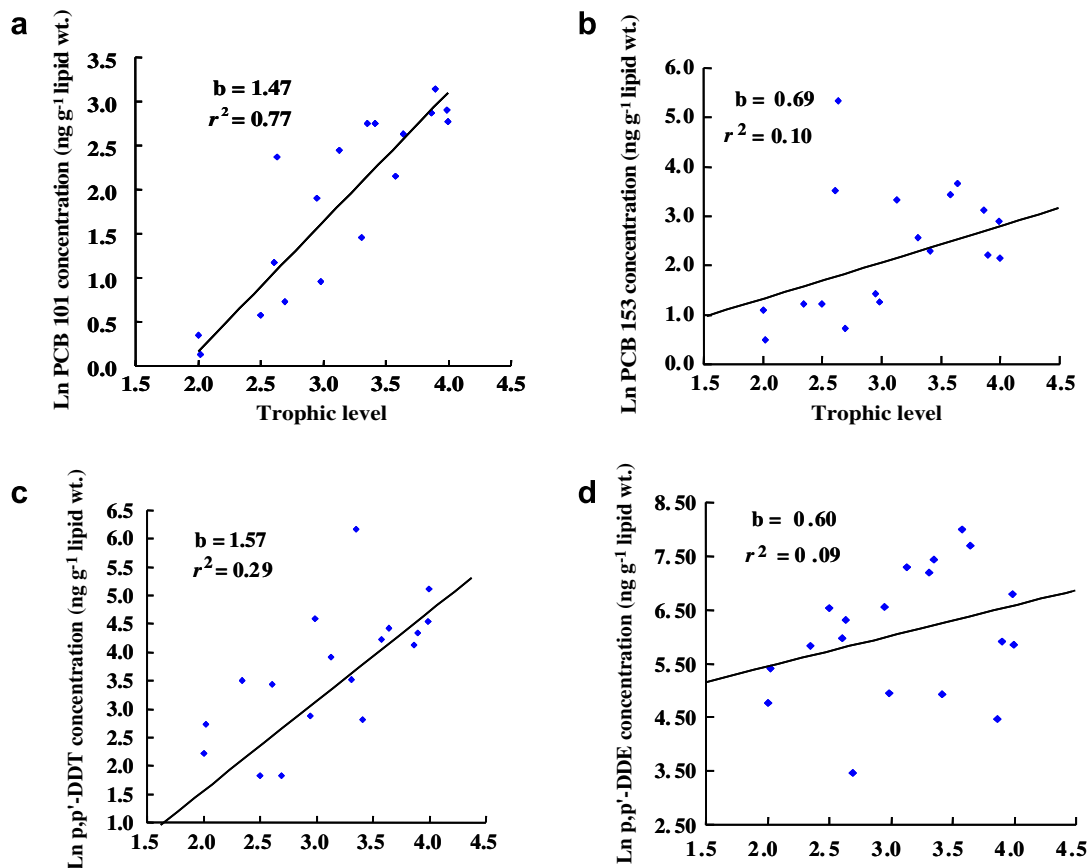 a
Ln PCB 101 concentration (ng g⁻¹ lipid wt.)
b = 1.47
r² = 0.77
3.5
3.0
2.5
2.0
1.5
1.0
0.5
0.0
1.5 2.0 2.5 3.0 3.5 4.0 4.5
Trophic level
b
Ln PCB 153 concentration (ng g⁻¹ lipid wt.)
b = 0.69
r² = 0.10
6.0
5.0
4.0
3.0
2.0
1.0
0.0
1.5 2.0 2.5 3.0 3.5 4.0 4.5
Trophic level
c
Ln p,p'-DDT concentration (ng g⁻¹ lipid wt.)
b = 1.57
r² = 0.29
6.5
6.0
5.5
5.0
4.5
4.0
3.5
3.0
2.5
2.0
1.5
1.0
1.5 2.0 2.5 3.0 3.5 4.0 4.5
d
Ln p,p'-DDE concentration (ng g⁻¹ lipid wt.)
b = 0.60
r² = 0.09
8.50
7.50
6.50
5.50
4.50
3.50
2.50
1.5 2.0 2.5 3.0 3.5 4.0 4.5